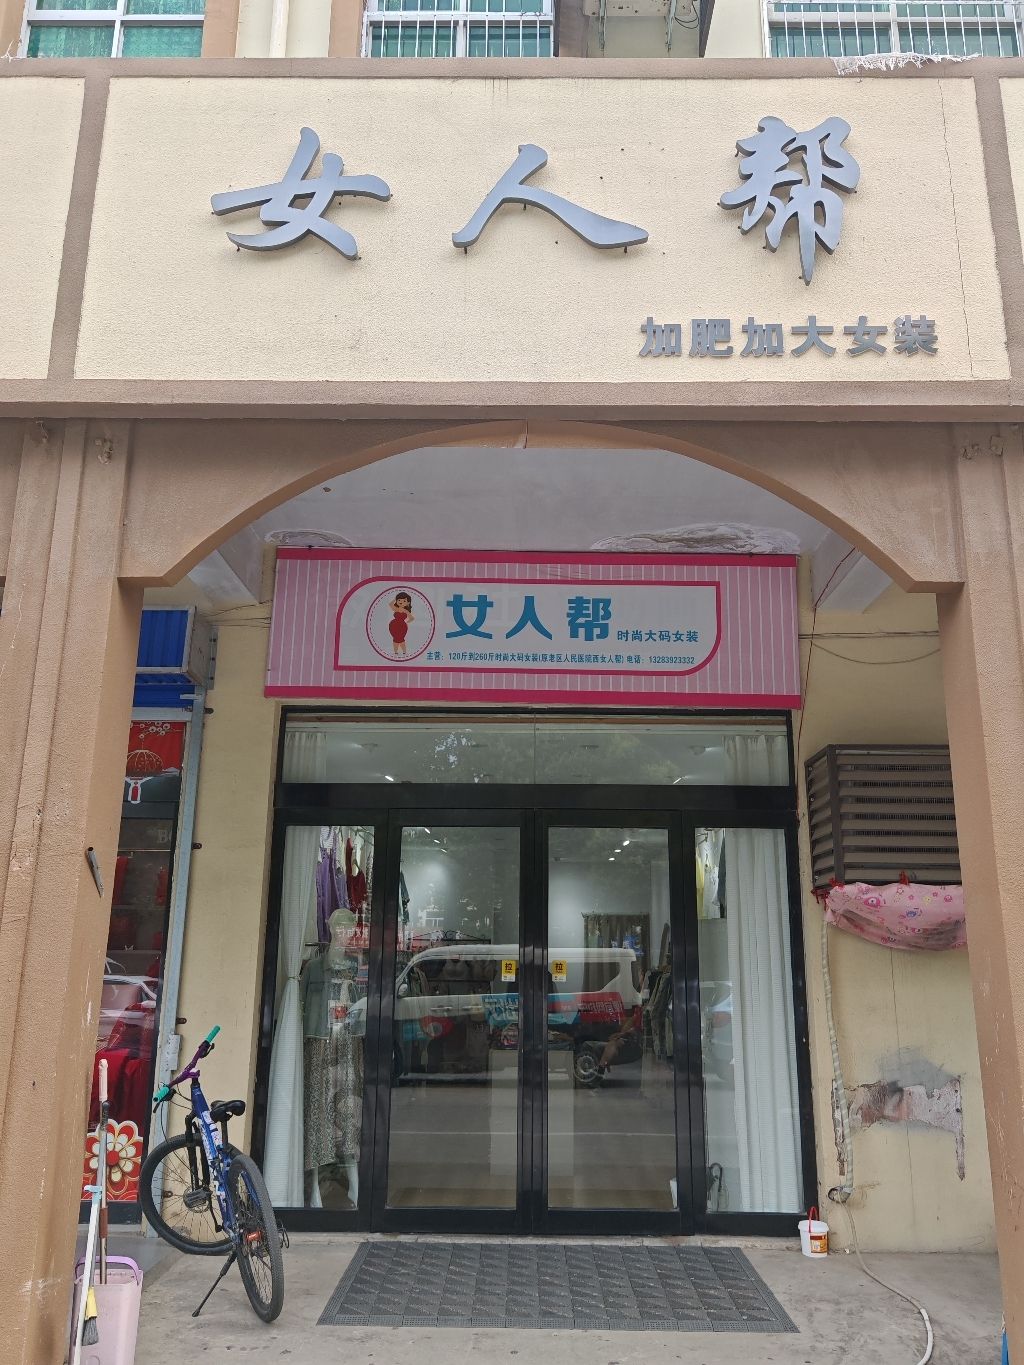 女人帮
加肥加大女装
女人帮 时尚大码女装
主营：120斤到260斤时尚大码女装(原老区人民医院西女人帮) 电话：13283923332
拉 拉